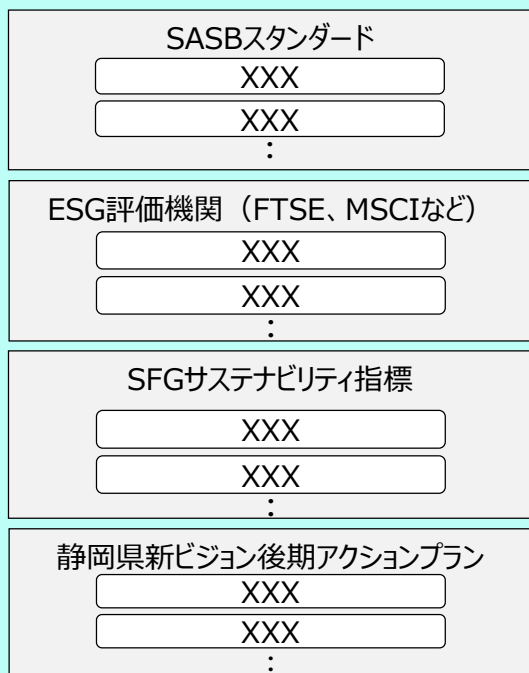 SASBスタンダード
XXX
XXX
：
ESG評価機関（FTSE、MSCIなど）
XXX
XXX
：
SFGサステナビリティ指標
XXX
XXX
：
静岡県新ビジョン後期アクションプラン
XXX
XXX
：